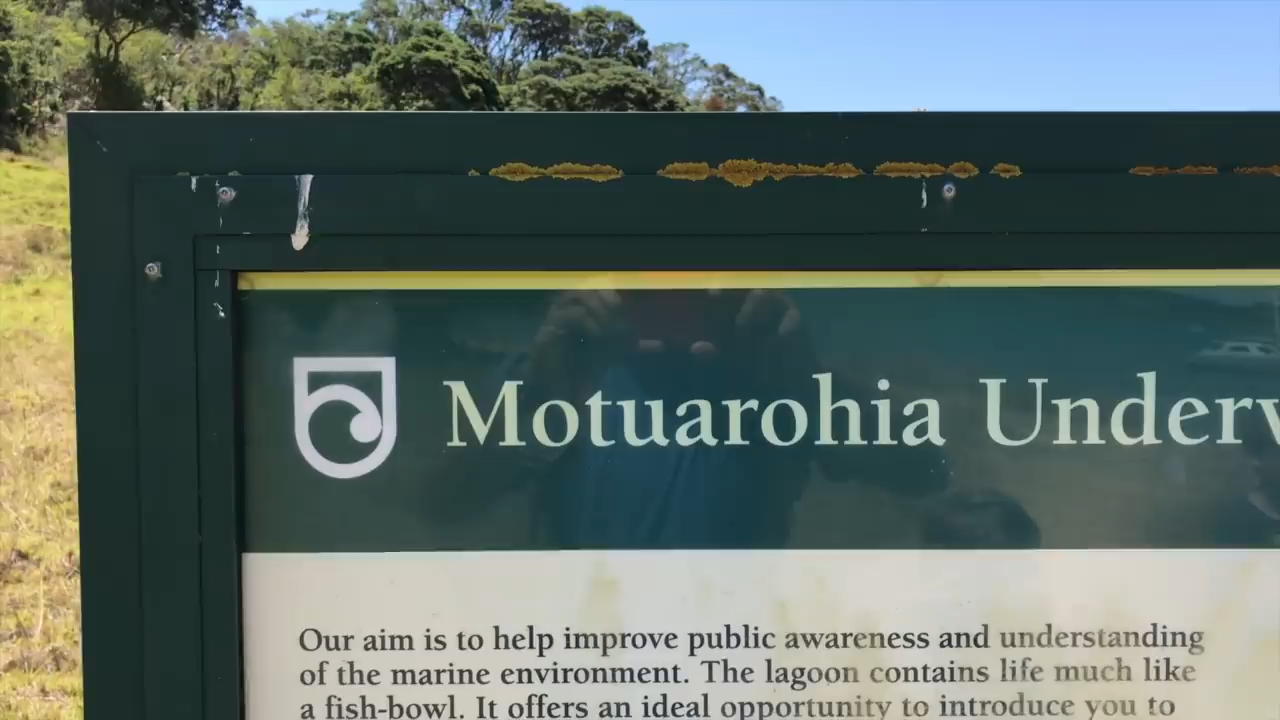 Motuarohia Underw
Our aim is to help improve public awareness and understanding
of the marine environment. The lagoon contains life much like
a fish-bowl. It offers an ideal opportunity to introduce you to